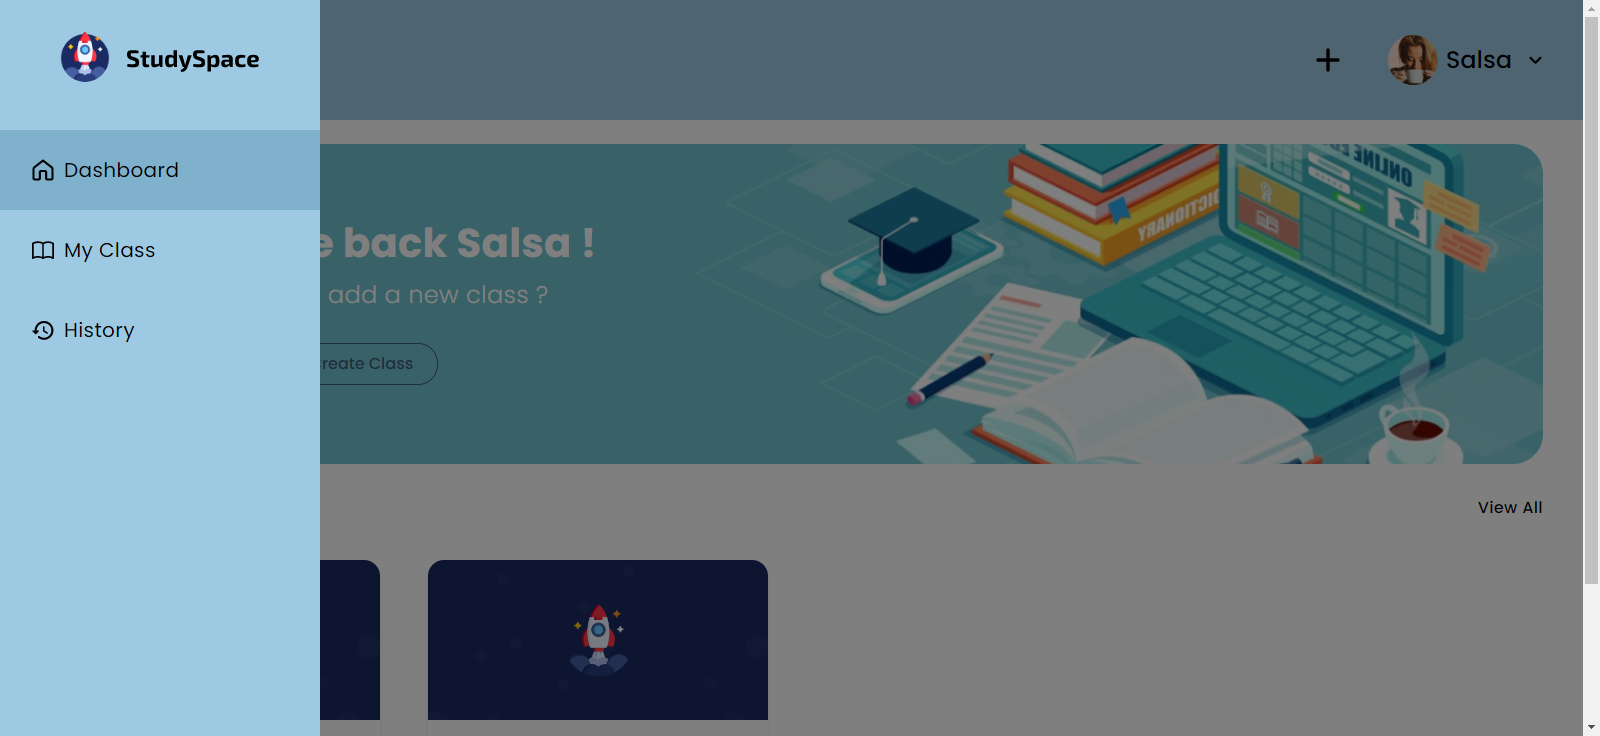 StudySpace
Salsa
Dashboard
My Class
History
e back Salsa !
add a new class ?
reate Class
ONLINE
DICTIONARY
View All